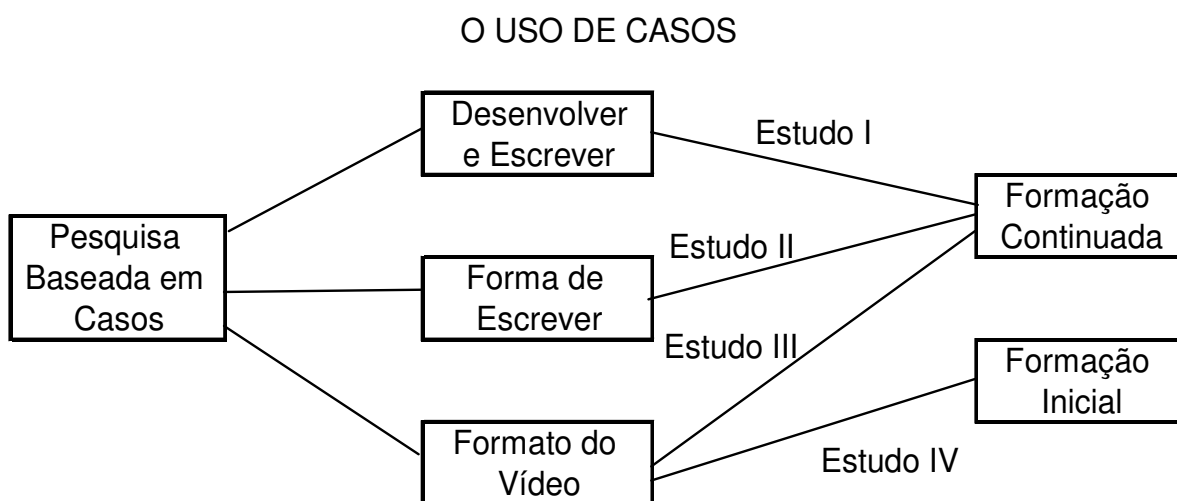 O USO DE CASOS
Desenvolver
e Escrever
Estudo I
Formação
Continuada
Pesquisa
Baseada em
Casos
Estudo II
Forma de
Escrever
Estudo III
Formação
Inicial
Formato do
Vídeo
Estudo IV